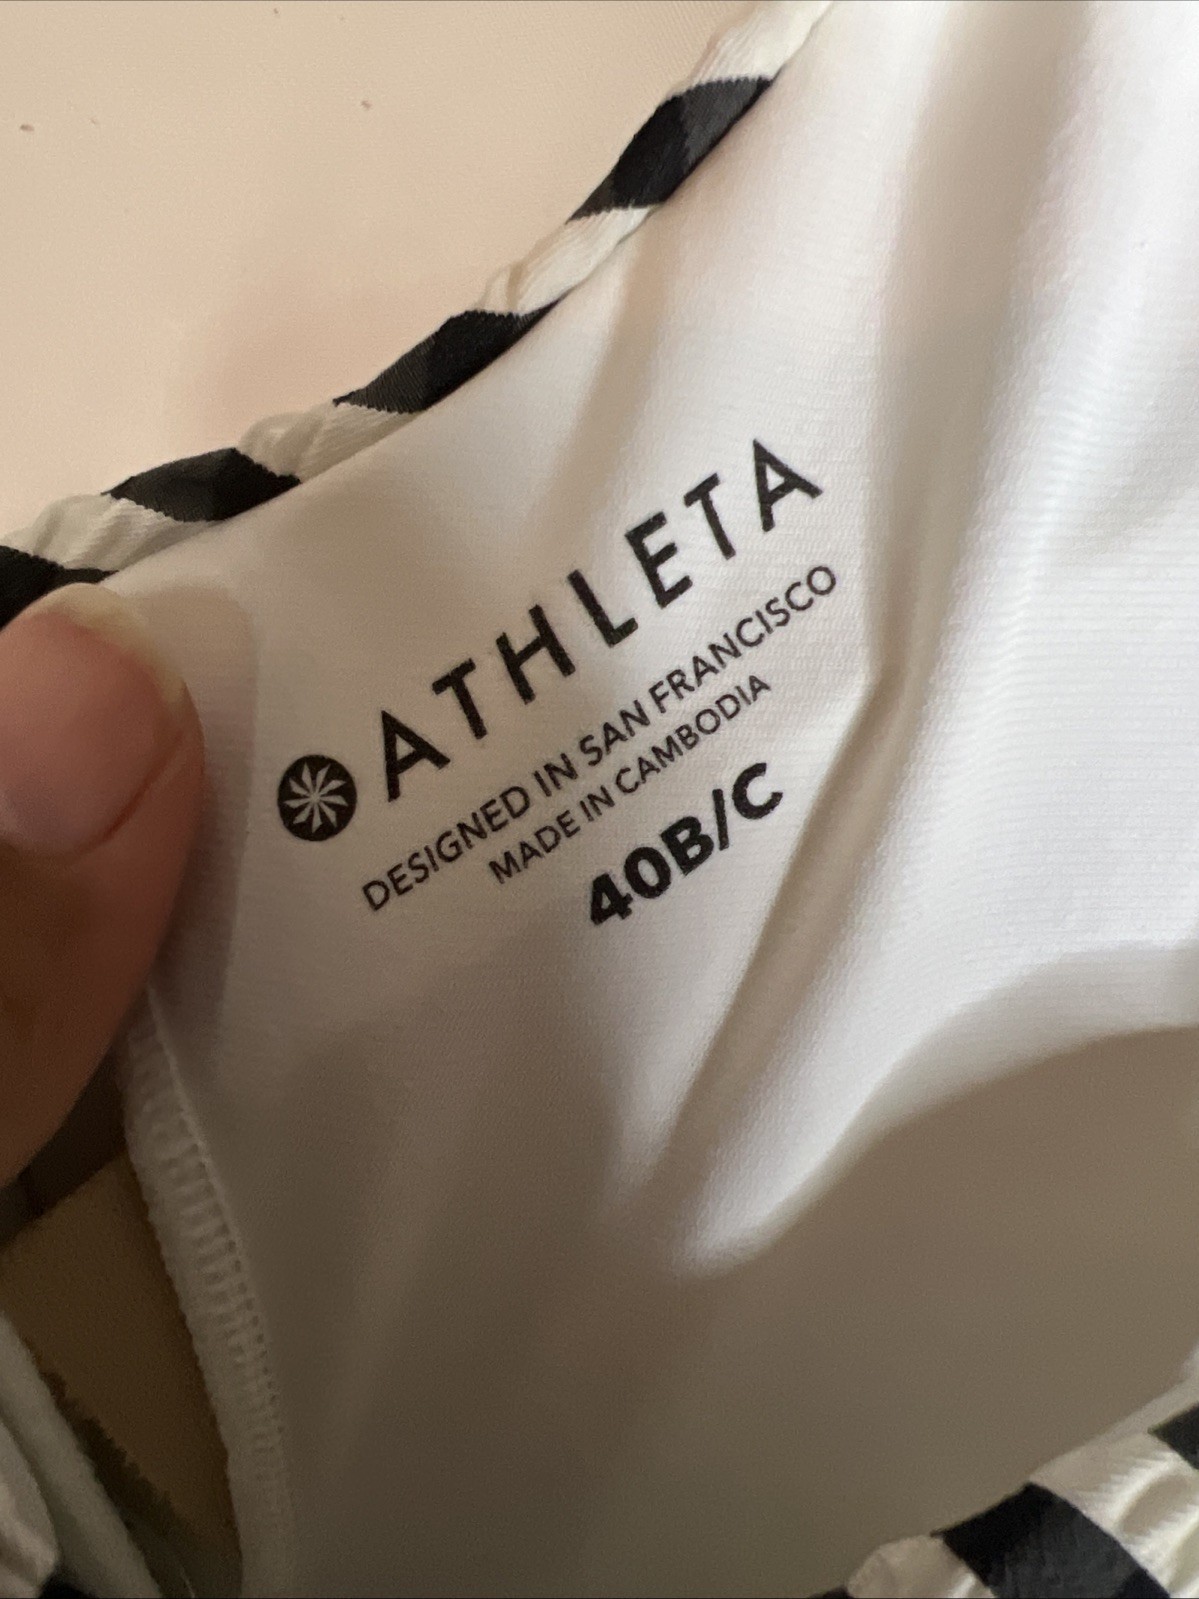 ATHLETA
DESIGNED IN SAN FRANCISCO
MADE IN CAMBODIA
40B/C